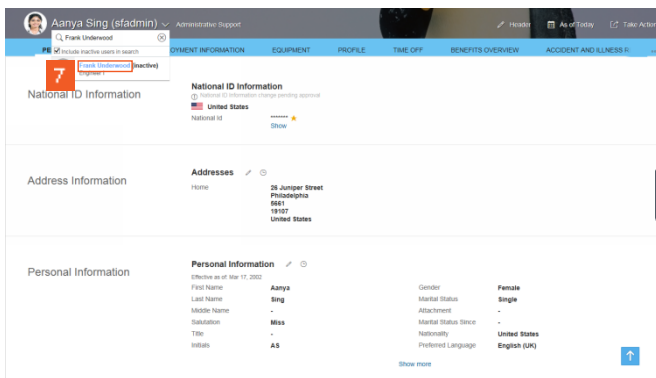 Aanya Sing (sfadmin) Administrative Support
Header As of Today Take Action
Frank Underwood
Include inactive users in search
Frank Underwood (Inactive)
Engineer I
7
PE OYMENT INFORMATION EQUIPMENT PROFILE TIME OFF BENEFITS OVERVIEW ACCIDENT AND ILLNESS R
National ID Information
National ID Information
National ID Information change pending approval
United States
National Id ******* 
Show
Address Information
Addresses
Home 26 Juniper Street
Philadelphia
5661
19107
United States
Personal Information
Personal Information
Effective as of: Mar 17, 2002
First Name Aanya Gender Female
Last Name Sing Marital Status Single
Middle Name - Attachment -
Salutation Miss Marital Status Since -
Title - Nationality United States
Initials AS Preferred Language English (UK)
Show more